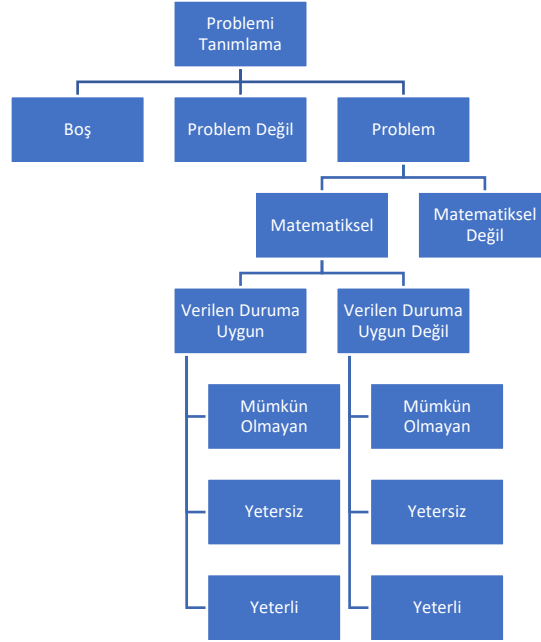 Problemi
Tanımlama
Boş
Problem Değil
Problem
Matematiksel
Matematiksel
Değil
Verilen Duruma
Uygun
Verilen Duruma
Uygun Değil
Mümkün
Olmayan
Mümkün
Olmayan
Yetersiz
Yetersiz
Yeterli
Yeterli